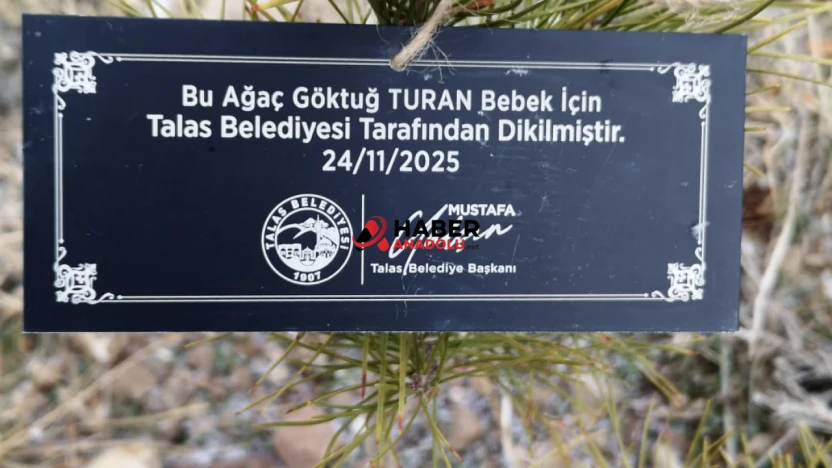 Bu Ağaç Göktuğ TURAN Bebek İçin
Talas Belediyesi Tarafından Dikilmiştir.
24/11/2025
TALAS BELEDİYESİ
1907
MUSTAFA
HABER
ANADOLU
Talas Belediye Başkanı